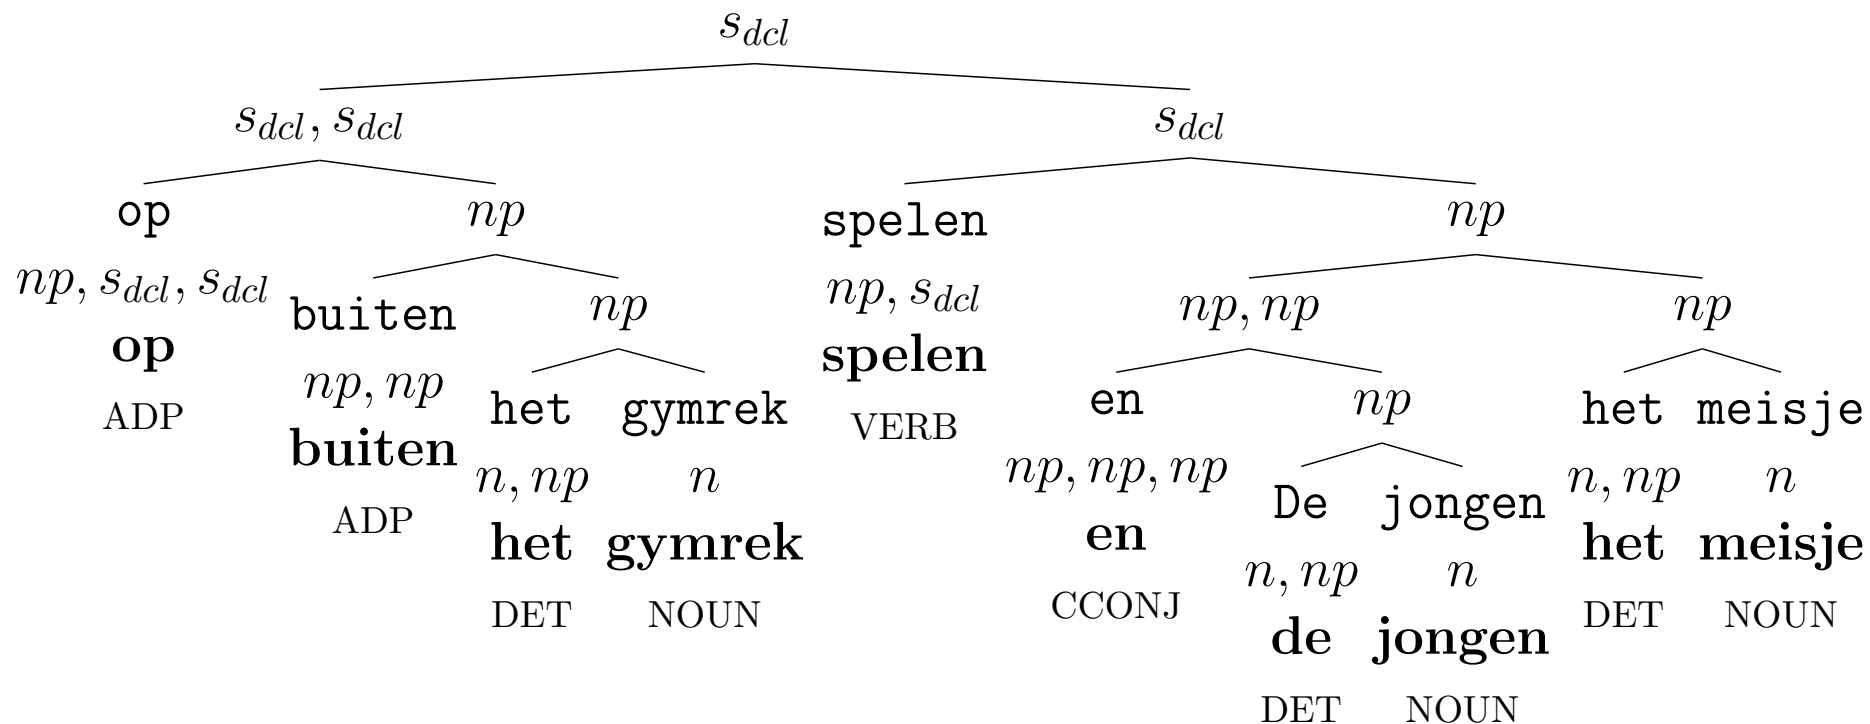 s_dcl
s_dcl, s_dcl
s_dcl
op
np
spelen
np
np, s_dcl, s_dcl
buiten
np
np, s_dcl
np, np
np
op
np, np
het
gymrek
spelen
en
np
het
meisje
ADP
buiten
n, np
n
VERB
np, np, np
De
jongen
n, np
n
ADP
het
gymrek
en
n, np
n
het
meisje
DET
NOUN
CCONJ
de
jongen
DET
NOUN
DET
NOUN